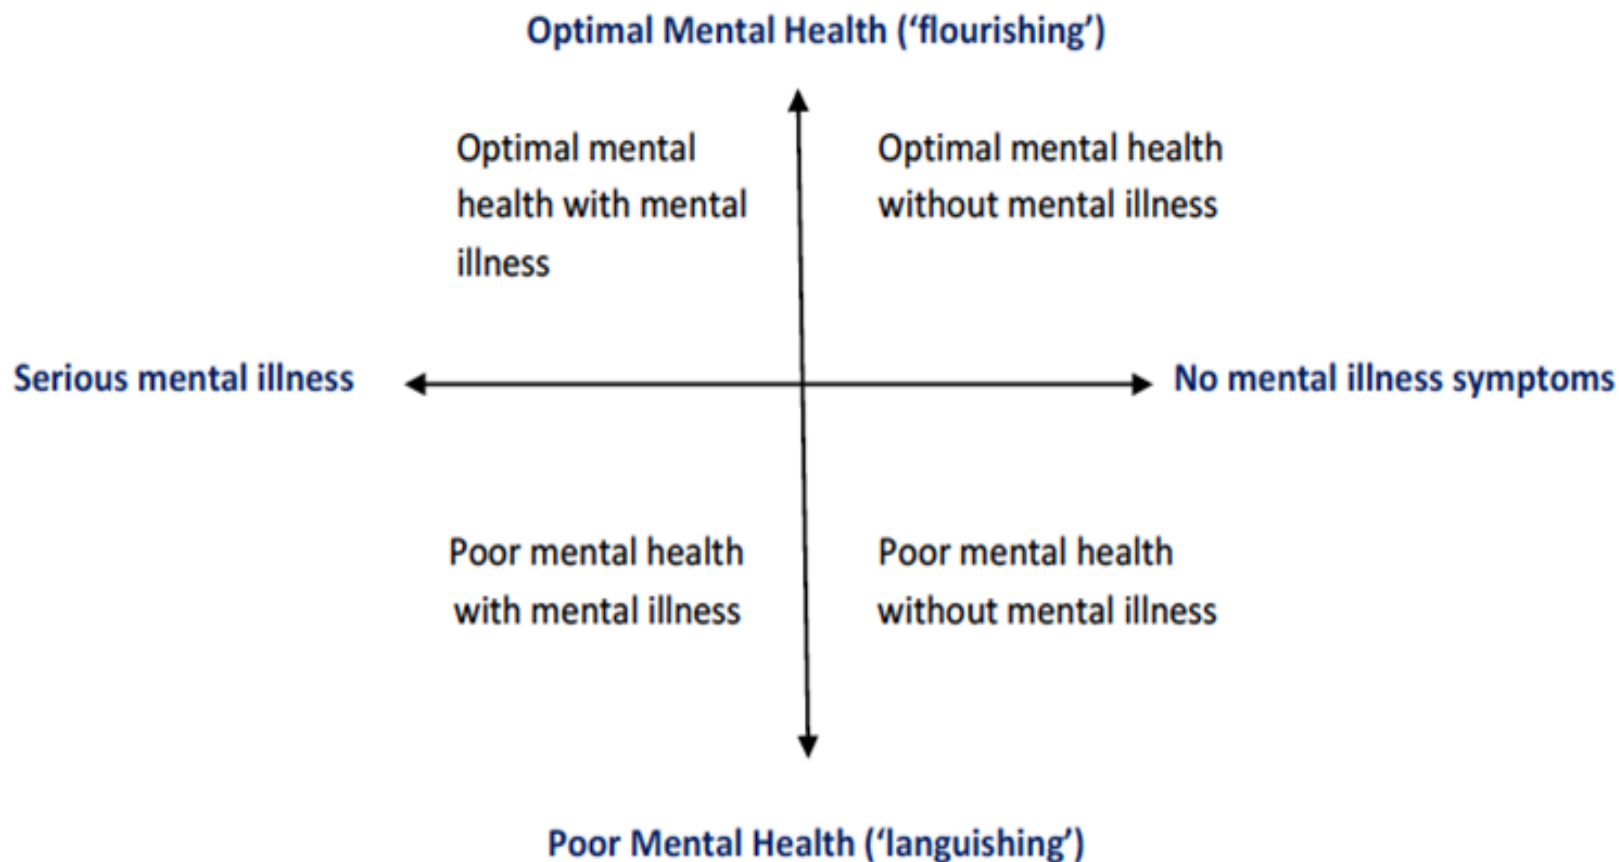 Optimal Mental Health (‘flourishing’)
Optimal mental
health with mental
illness
Optimal mental health
without mental illness
Serious mental illness
No mental illness symptoms
Poor mental health
with mental illness
Poor mental health
without mental illness
Poor Mental Health (‘languishing’)